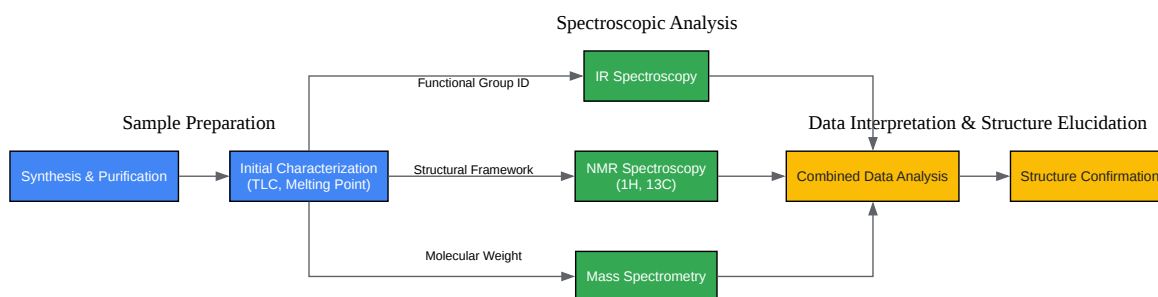 Spectroscopic Analysis
IR Spectroscopy
Functional Group ID
Sample Preparation
Data Interpretation & Structure Elucidation
Synthesis & Purification
Initial Characterization
(TLC, Melting Point)
Structural Framework
NMR Spectroscopy
(1H, 13C)
Combined Data Analysis
Structure Confirmation
Molecular Weight
Mass Spectrometry